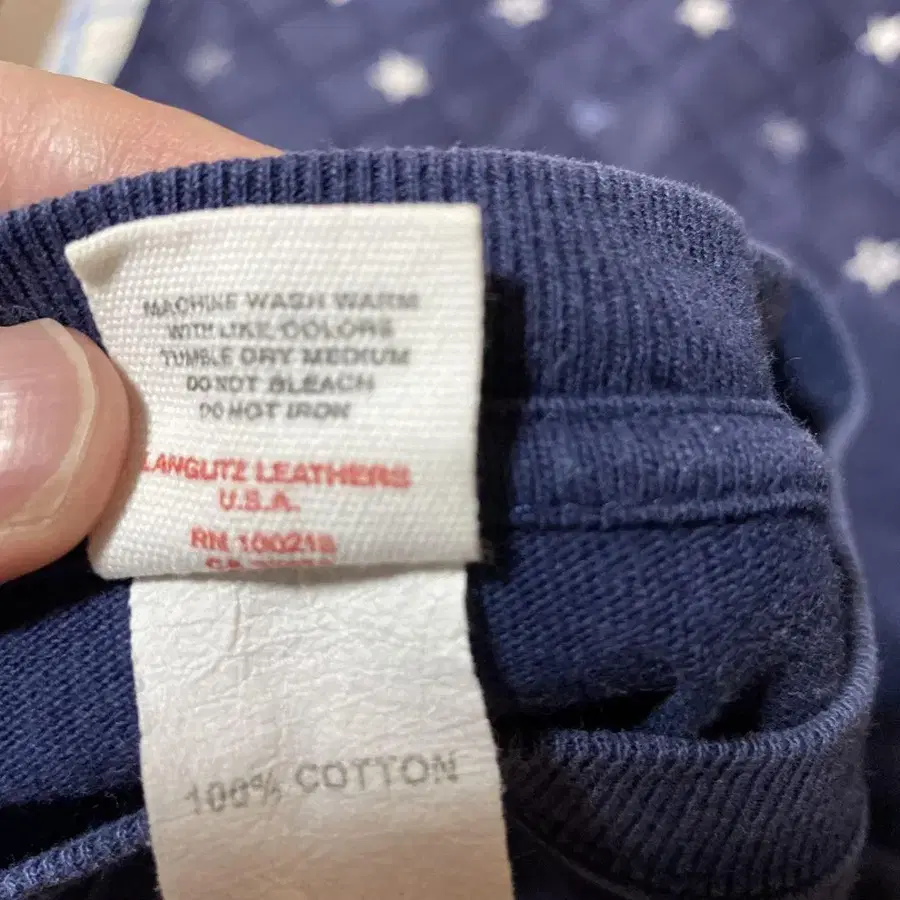 MACHINE WASH WARM
WITH LIKE COLORS
TUMBLE DRY MEDIUM
DO NOT BLEACH
DO NOT IRON
LANGLITZ LEATHERS
U.S.A.
RN 100218
100% COTTON